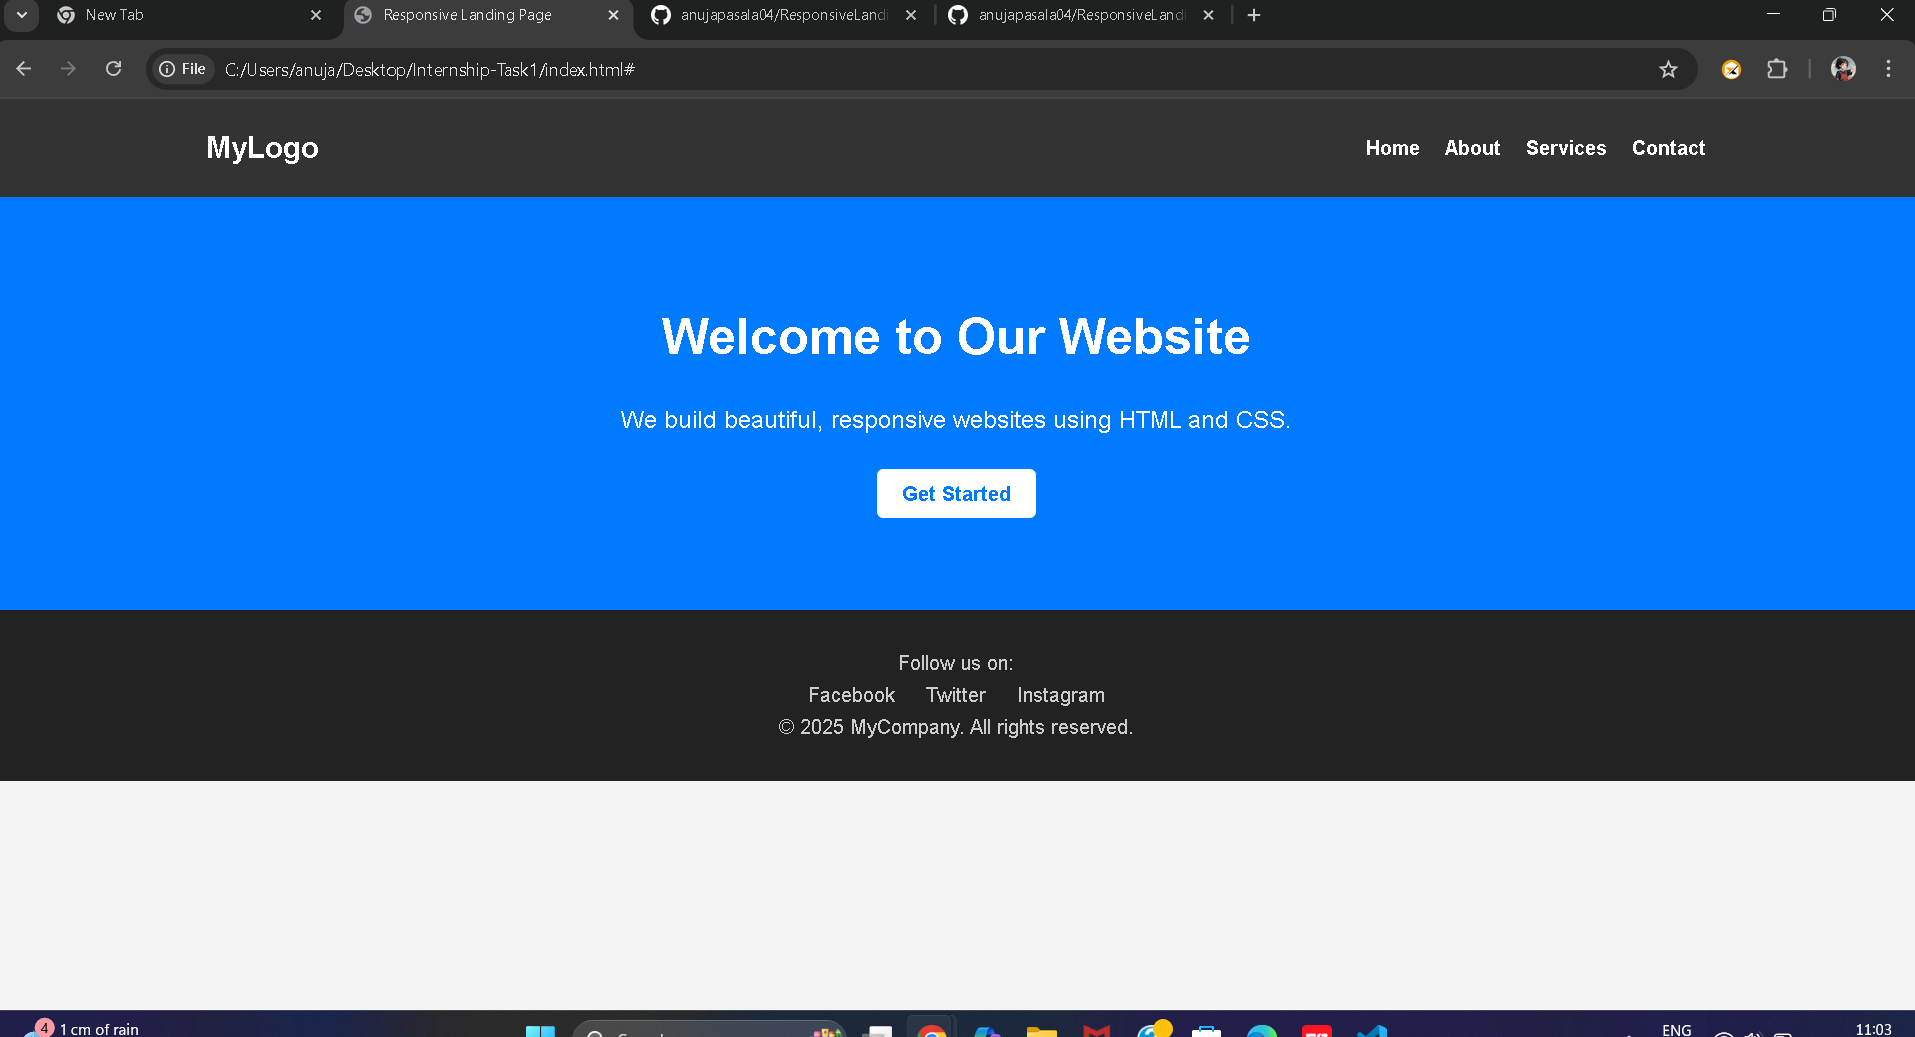 New Tab
Responsive Landing Page
anujapasala04/ResponsiveLandi
anujapasala04/ResponsiveLandi
File
C:/Users/anuja/Desktop/Internship-Task1/index.html#
MyLogo
Home About Services Contact
Welcome to Our Website
We build beautiful, responsive websites using HTML and CSS.
Get Started
Follow us on:
Facebook Twitter Instagram
© 2025 MyCompany. All rights reserved.
4
1 cm of rain
ENG
11:03